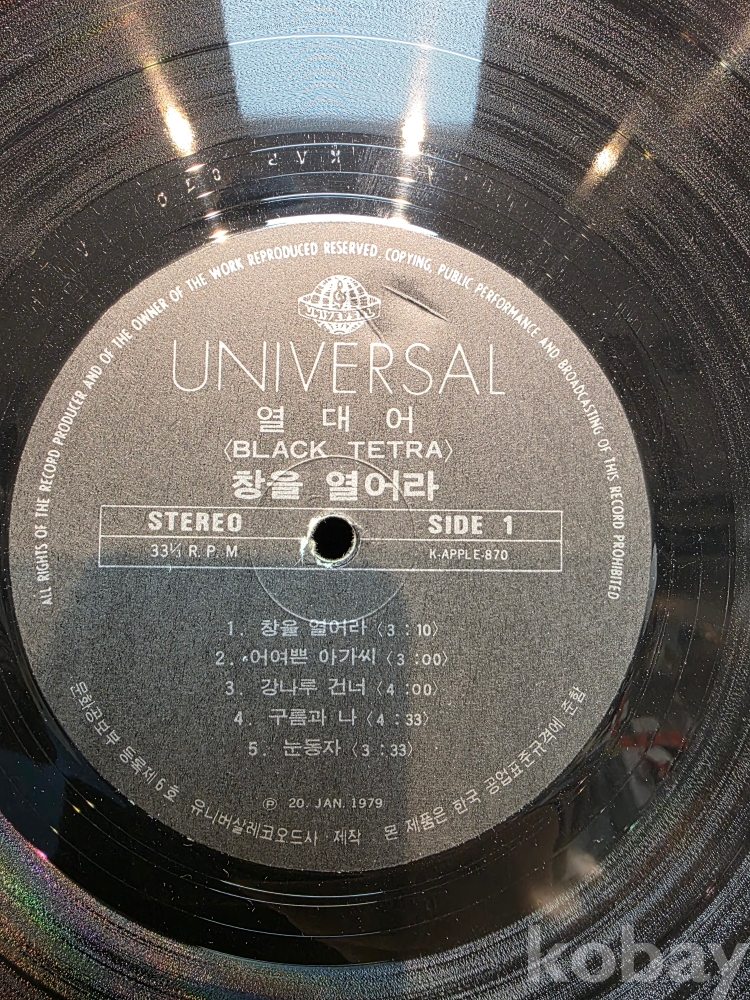 KAP 870
ALL RIGHTS OF THE RECORD PRODUCER AND OF THE OWNER OF THE WORK REPRODUCED RESERVED. COPYING, PUBLIC PERFORMANCE AND BROADCASTING OF THIS RECORD PROHIBITED
UNIVERSAL
UNIVERSAL
열 대 어
〈BLACK TETRA〉
창을 열어라
STEREO SIDE 1
33⅓ R. P. M K-APPLE-870
1. 창을 열어라 〈3 : 10〉
2. 어여쁜 아가씨 〈3 : 00〉
3. 강나루 건너 〈4 : 00〉
4. 구름과 나 〈4 : 33〉
5. 눈동자 〈3 : 33〉
℗ 20. JAN. 1979
문화공보부 등록제 6 호 유니버살레코오드사 · 제작 본 제품은 한국 공업표준규격에 준함
kobay